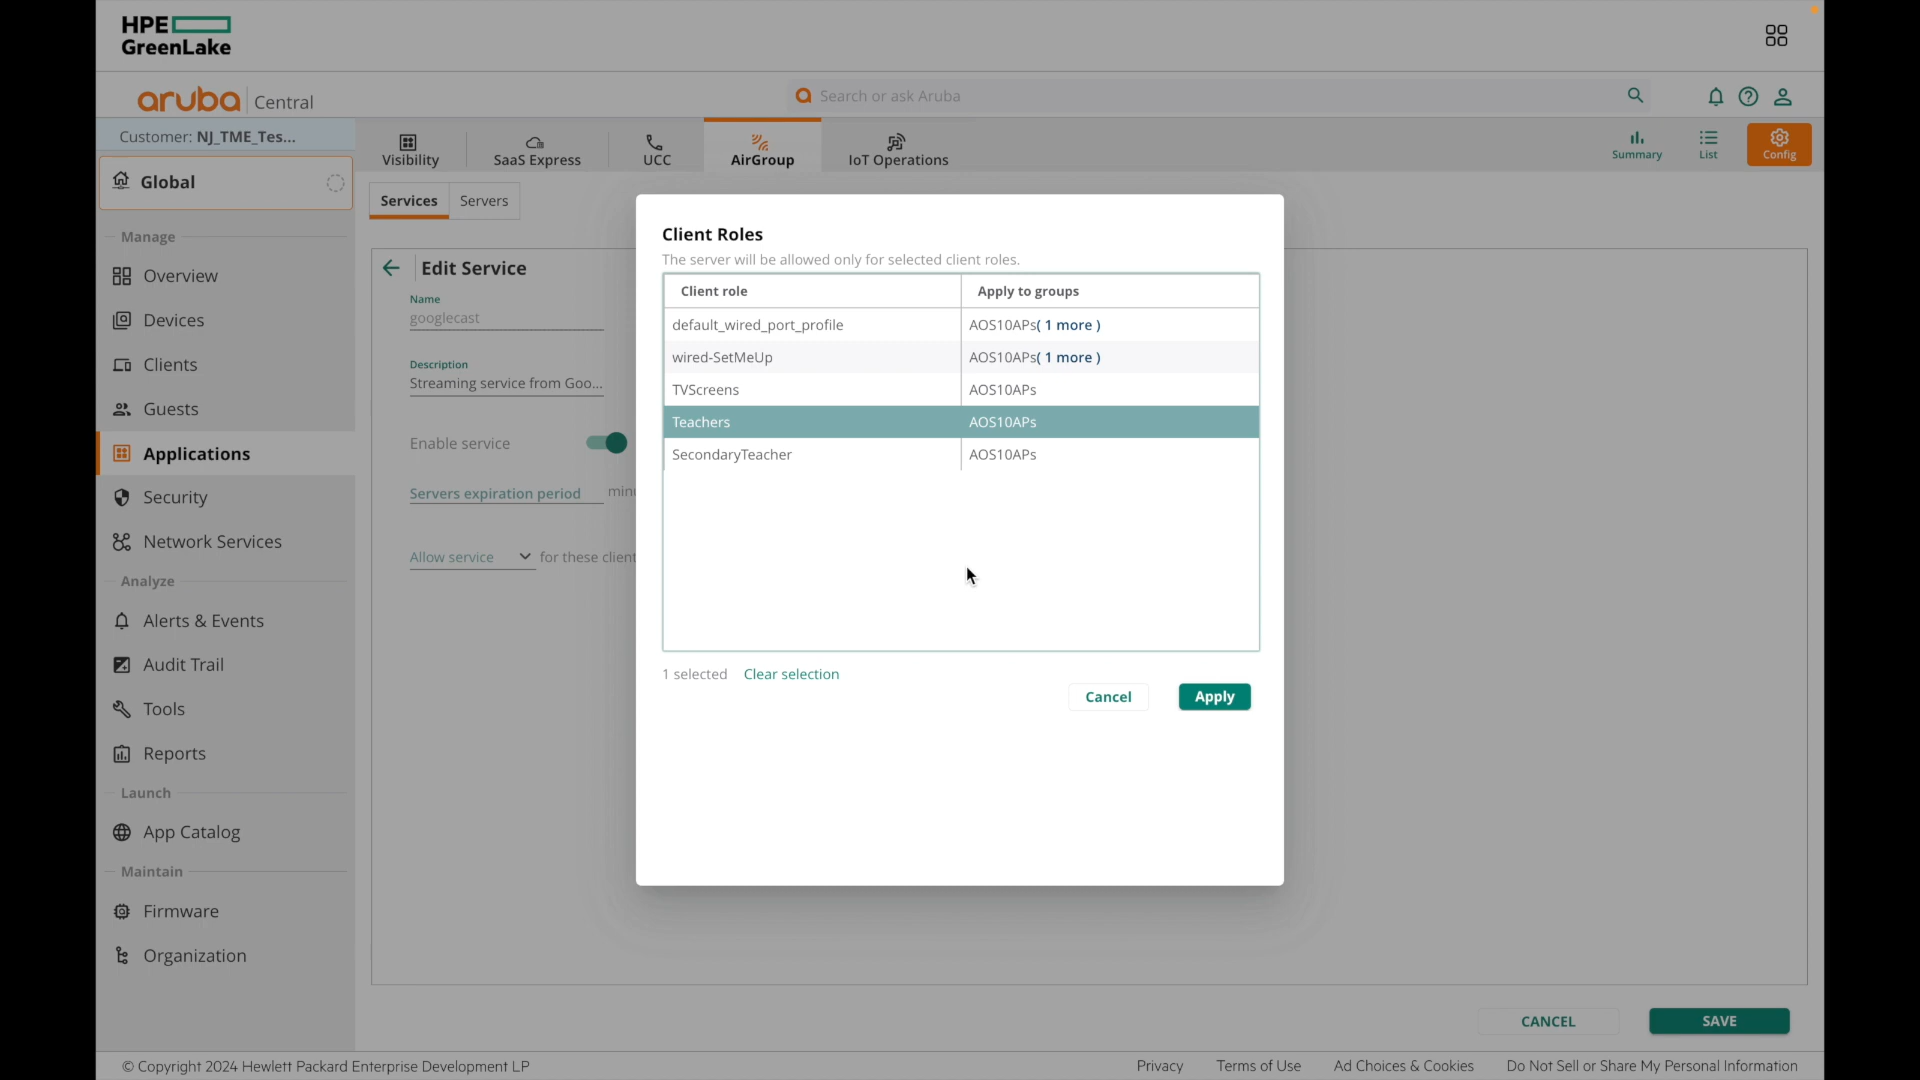 HPE
GreenLake
aruba Central
Search or ask Aruba
Customer: NJ_TME_Tes...
Global
Manage
Overview
Devices
Clients
Guests
Applications
Security
Network Services
Analyze
Alerts & Events
Audit Trail
Tools
Reports
Launch
App Catalog
Maintain
Firmware
Organization
Visibility
SaaS Express
UCC
AirGroup
IoT Operations
Summary
List
Config
Services
Servers
Edit Service
Name
googlecast
Description
Streaming service from Goo...
Enable service
Servers expiration period
Allow service for these client
Client Roles
The server will be allowed only for selected client roles.
Client role Apply to groups
default_wired_port_profile AOS10APs( 1 more )
wired-SetMeUp AOS10APs( 1 more )
TVScreens AOS10APs
Teachers AOS10APs
SecondaryTeacher AOS10APs
1 selected Clear selection
Cancel Apply
CANCEL SAVE
© Copyright 2024 Hewlett Packard Enterprise Development LP
Privacy Terms of Use Ad Choices & Cookies Do Not Sell or Share My Personal Information